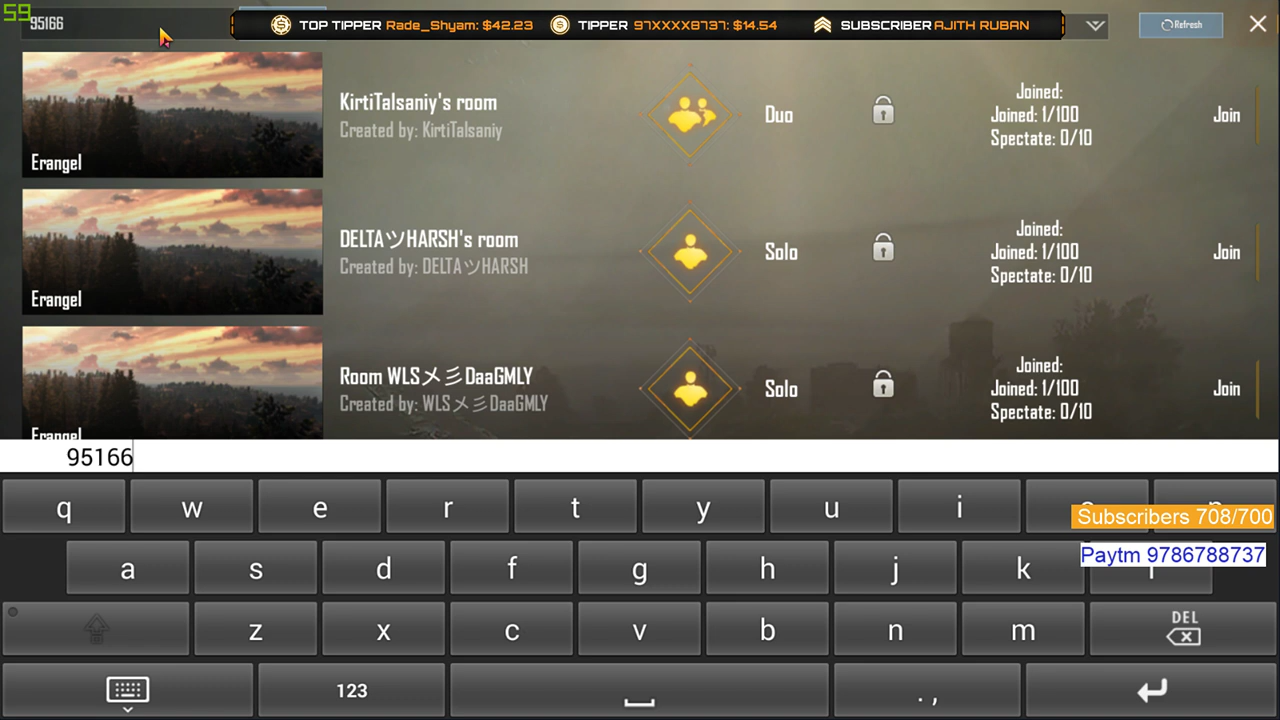 59
95166
TOP TIPPER Rade_Shyam: $42.23 TIPPER 97XXXX8737: $14.54 SUBSCRIBER AJITH RUBAN
Refresh
Erangel
KirtiTalsaniy's room
Created by: KirtiTalsaniy
Duo
Joined:
Joined: 1/100
Spectate: 0/10
Join
Erangel
DELTAツHARSH's room
Created by: DELTAツHARSH
Solo
Joined:
Joined: 1/100
Spectate: 0/10
Join
Erangel
Room WLSメ彡DaaGMLY
Created by: WLSメ彡DaaGMLY
Solo
Joined:
Joined: 1/100
Spectate: 0/10
Join
95166
q w e r t y u i
Subscribers 708/700
Paytm 9786788737
a s d f g h j k
z x c v b n m DEL
123 . ,